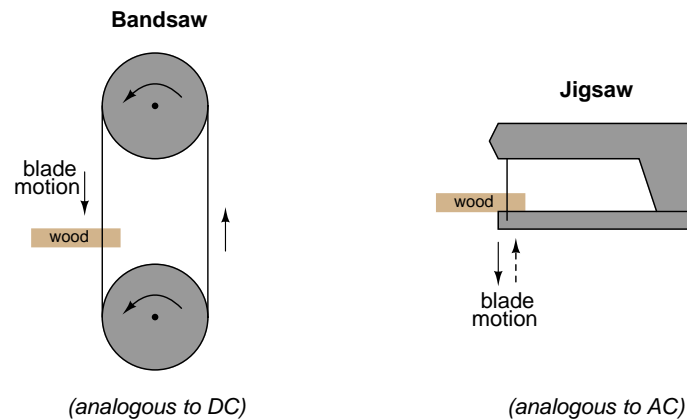 Bandsaw
blade
motion
wood
(analogous to DC)
Jigsaw
wood
blade
motion
(analogous to AC)